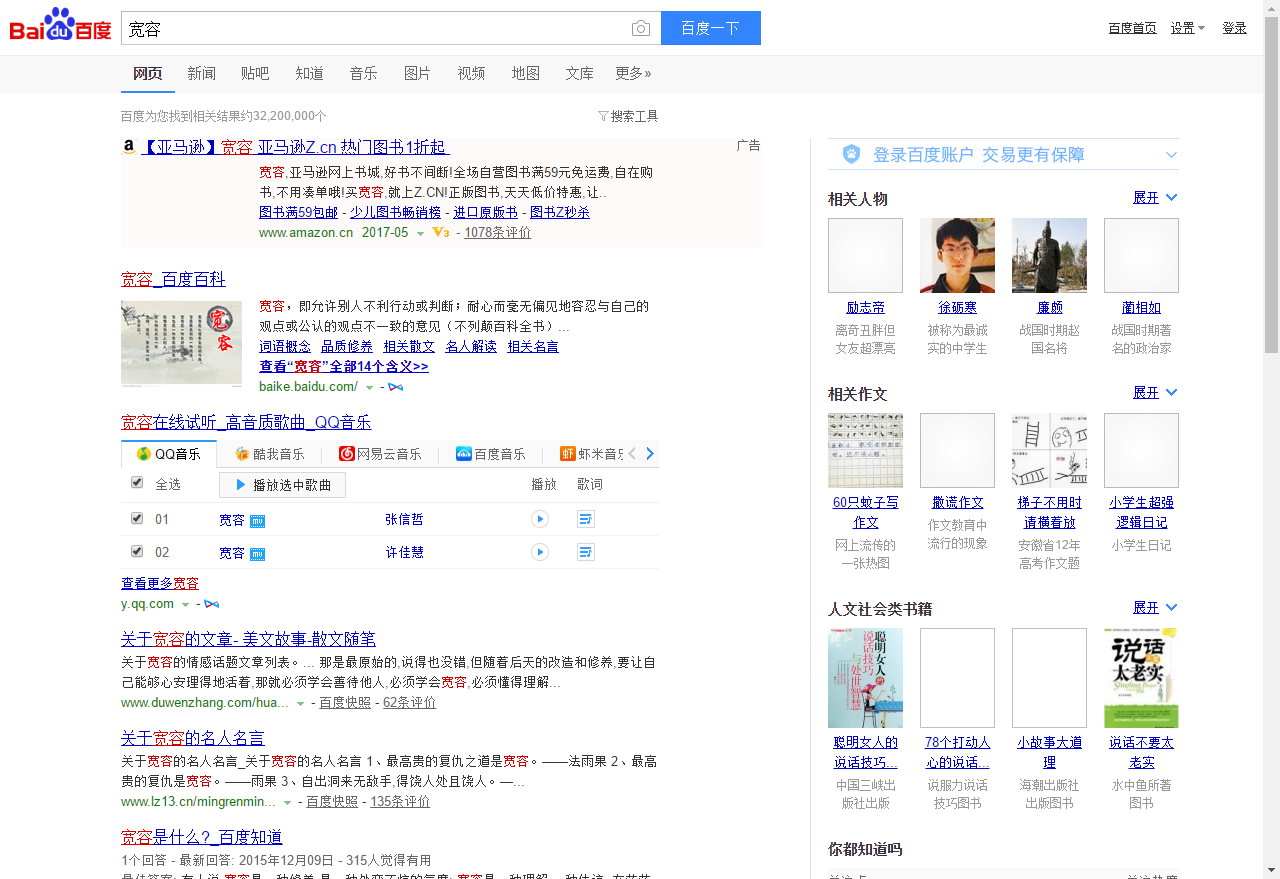 Bai du 百度
宽容
百度一下
百度首页 设置 登录
网页 新闻 贴吧 知道 音乐 图片 视频 地图 文库 更多»
百度为您找到相关结果约32,200,000个
搜索工具
【亚马逊】宽容 亚马逊Z.cn 热门图书1折起
广告
宽容,亚马逊网上书城,好书不间断!全场自营图书满59元免运费,自在购
书,不用凑单哦!买宽容,就上Z.CN!正版图书,天天低价特惠,让..
图书满59包邮 - 少儿图书畅销榜 - 进口原版书 - 图书Z秒杀
www.amazon.cn 2017-05 V3 - 1078条评价
宽容_百度百科
宽容
宽容，即允许别人不利行动或判断；耐心而毫无偏见地容忍与自己的
观点或公认的观点不一致的意见（不列颠百科全书）...
词语概念 品质修养 相关散文 名人解读 相关名言
查看“宽容”全部14个含义>>
baike.baidu.com/ -
宽容在线试听_高音质歌曲_QQ音乐
QQ音乐 酷我音乐 网易云音乐 百度音乐 虾米音乐
全选 播放选中歌曲 播放 歌词
01 宽容 mv 张信哲
02 宽容 mv 许佳慧
查看更多宽容
y.qq.com -
关于宽容的文章- 美文故事-散文随笔
关于宽容的情感话题文章列表。... 那是最原始的,说得也没错,但随着后天的改造和修养,要让自
己能够心安理得地活着,那就必须学会善待他人,必须学会宽容,必须懂得理解...
www.duwenzhang.com/hua... - 百度快照 - 62条评价
关于宽容的名人名言
关于宽容的名人名言_关于宽容的名人名言 1、最高贵的复仇之道是宽容。——法雨果 2、最高
贵的复仇是宽容。——雨果 3、自出洞来无敌手,得饶人处且饶人。—...
www.lz13.cn/mingrenmin... - 百度快照 - 135条评价
宽容是什么?_百度知道
1个回答 - 最新回答: 2015年12月09日 - 315人觉得有用
登录百度账户 交易更有保障
相关人物 展开
励志帝 徐砺寒 廉颇 蔺相如
离奇丑胖但 被称为最诚 战国时期赵 战国时期著
女友超漂亮 实的中学生 国名将 名的政治家
相关作文 展开
60只蚊子写 撒谎作文 梯子不用时 小学生超强
作文 请横着放 逻辑日记
网上流传的 作文教育中 安徽省12年 小学生日记
一张热图 流行的现象 高考作文题
人文社会类书籍 展开
聪明女人的
说话技巧
与处世智慧
说话
太老实
聪明女人的 78个打动人 小故事大道 说话不要太
说话技巧... 心的说话... 理 老实
中国三峡出 说服力说话 海潮出版社 水中鱼所著
版社出版 技巧图书 出版图书 图书
你都知道吗